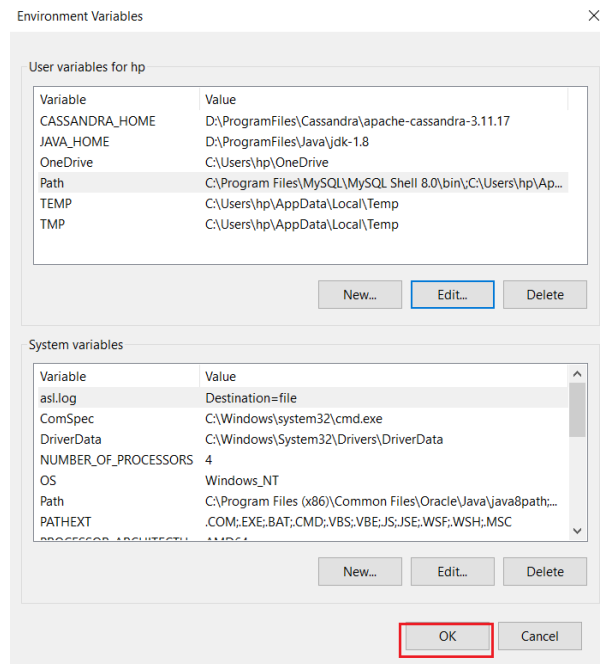 Environment Variables
User variables for hp
Variable Value
CASSANDRA_HOME D:\ProgramFiles\Cassandra\apache-cassandra-3.11.17
JAVA_HOME D:\ProgramFiles\Java\jdk-1.8
OneDrive C:\Users\hp\OneDrive
Path C:\Program Files\MySQL\MySQL Shell 8.0\bin\;C:\Users\hp\Ap...
TEMP C:\Users\hp\AppData\Local\Temp
TMP C:\Users\hp\AppData\Local\Temp
New... Edit... Delete
System variables
Variable Value
asl.log Destination=file
ComSpec C:\Windows\system32\cmd.exe
DriverData C:\Windows\System32\Drivers\DriverData
NUMBER_OF_PROCESSORS 4
OS Windows_NT
Path C:\Program Files (x86)\Common Files\Oracle\Java\java8path;...
PATHEXT .COM;.EXE;.BAT;.CMD;.VBS;.VBE;.JS;.JSE;.WSF;.WSH;.MSC
New... Edit... Delete
OK Cancel